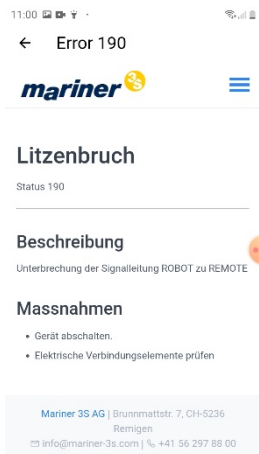 11:00
Error 190
mariner 3s
Litzenbruch
Status 190
Beschreibung
Unterbrechung der Signalleitung ROBOT zu REMOTE
Massnahmen
• Gerät abschalten.
• Elektrische Verbindungselemente prüfen
Mariner 3S AG | Brunnmattstr. 7, CH-5236
Remigen
info@mariner-3s.com | +41 56 297 88 00